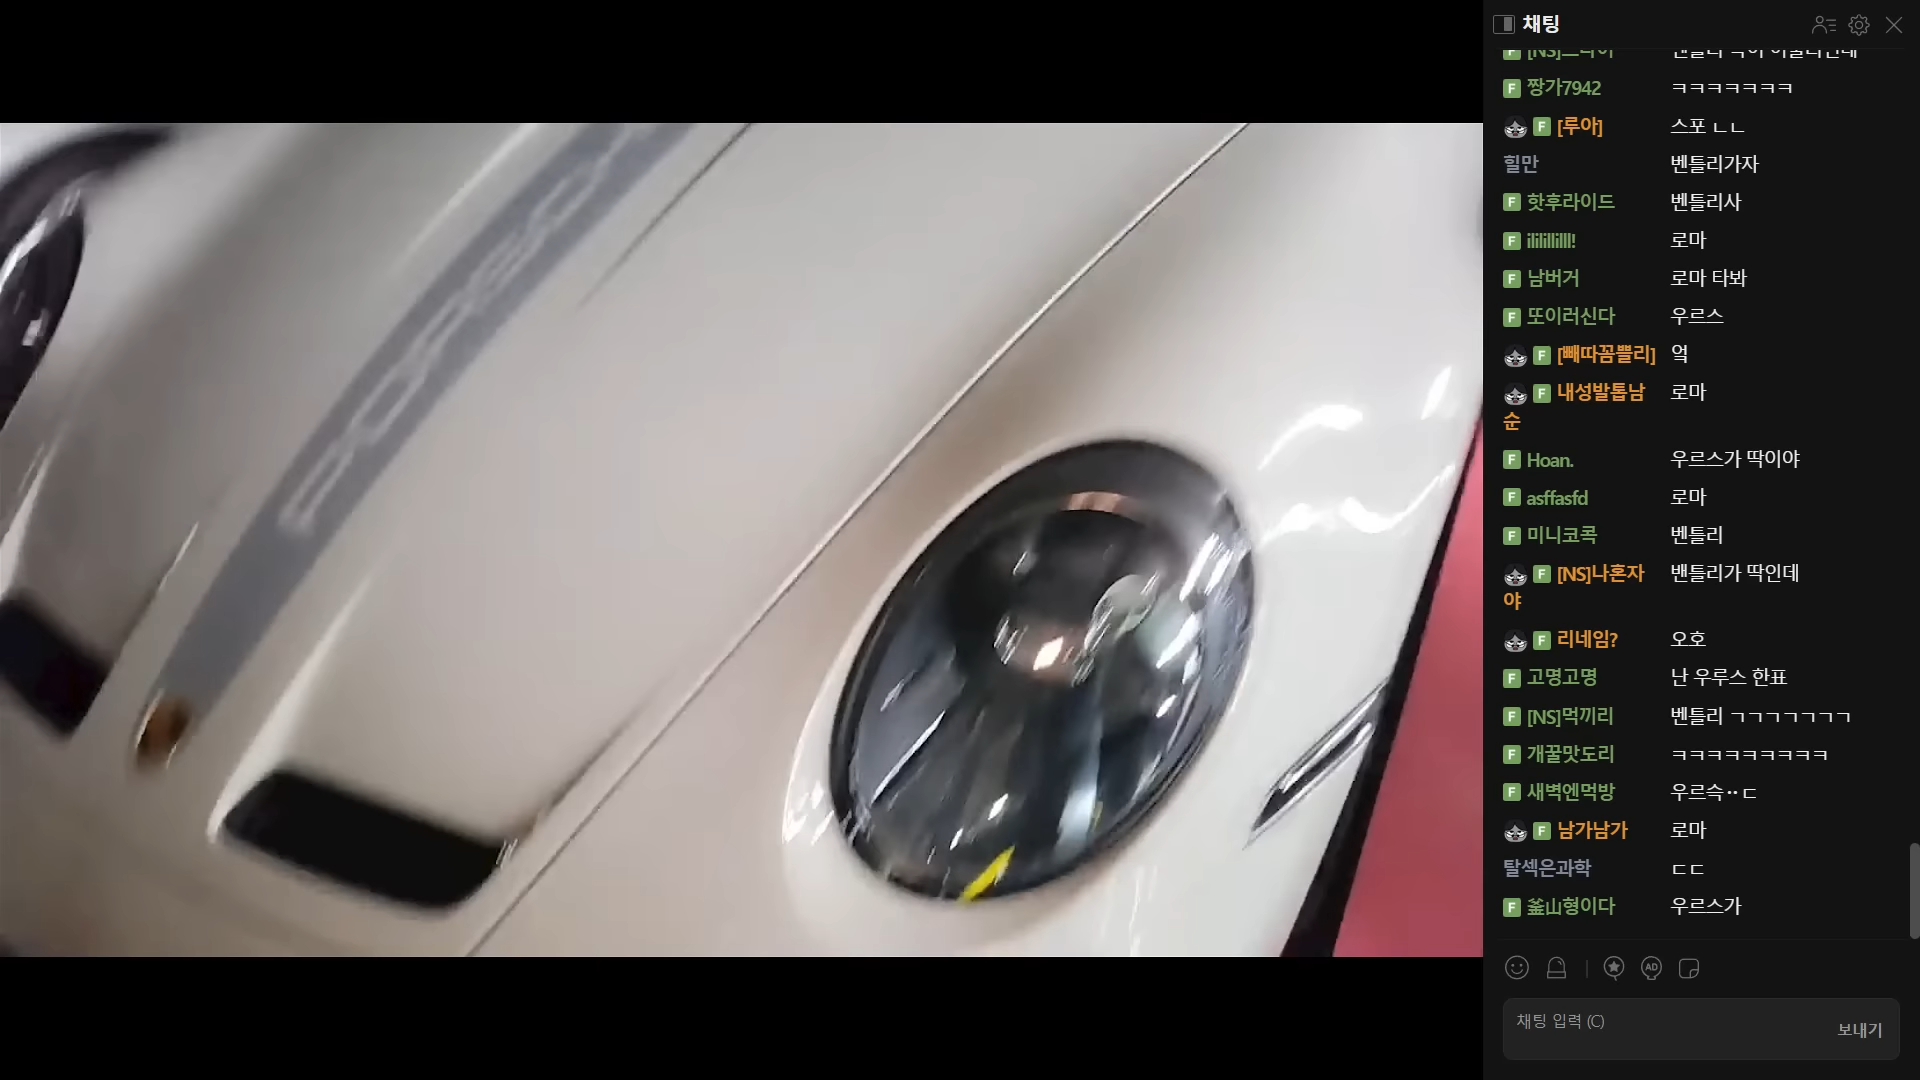 채팅
짱가7942 ㅋㅋㅋㅋㅋㅋㅋ
[루아] 스포 ㄴㄴ
힐만 벤틀리가자
핫후라이드 벤틀리사
로마
남버거 로마 타봐
또이러신다 우르스
[빼따꼼쁠리] 엌
내성발톱남 로마
순
Hoan. 우르스가 딱이야
asffasfd 로마
미니코콕 벤틀리
[NS]나혼자 밴틀리가 딱인데
야
리네임? 오호
고명고명 난 우루스 한표
[NS]먹끼리 벤틀리 ㄱㄱㄱㄱㄱㄱㄱ
개꿀맛도리 ㅋㅋㅋㅋㅋㅋㅋㅋㅋ
새벽엔먹방 우르슥··ㄷ
남가남가 로마
탈섹은과학 ㄷㄷ
釜山형이다 우르스가
채팅 입력 (C)
보내기